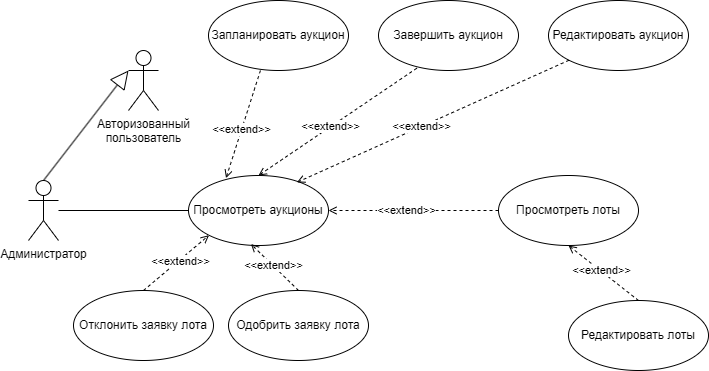 Запланировать аукцион
Завершить аукцион
Редактировать аукцион
Авторизованный
пользователь
<<extend>>
<<extend>>
<<extend>>
Администратор
Просмотреть аукционы
<<extend>>
Просмотреть лоты
<<extend>>
<<extend>>
<<extend>>
Отклонить заявку лота
Одобрить заявку лота
Редактировать лоты